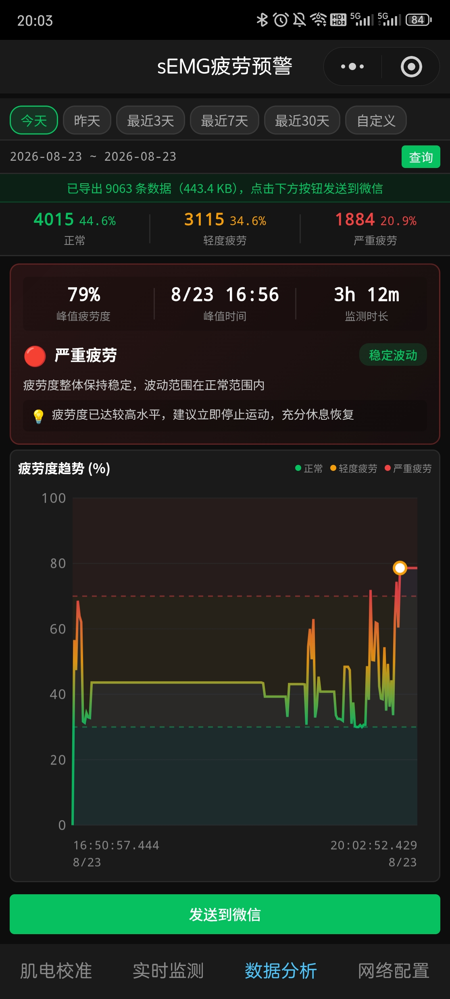 20:03
6 HD1 HD2 5G 5G 84
sEMG疲劳预警
今天 昨天 最近3天 最近7天 最近30天 自定义
2026-08-23 ~ 2026-08-23 查询
已导出 9063 条数据（443.4 KB），点击下方按钮发送到微信
4015 44.6% 3115 34.6% 1884 20.9%
正常 轻度疲劳 严重疲劳
79% 8/23 16:56 3h 12m
峰值疲劳度 峰值时间 监测时长
严重疲劳 稳定波动
疲劳度整体保持稳定，波动范围在正常范围内
疲劳度已达较高水平，建议立即停止运动，充分休息恢复
疲劳度趋势 (%) 正常 轻度疲劳 严重疲劳
100
80
60
40
20
0
16:50:57.444 20:02:52.429
8/23 8/23
发送到微信
肌电校准 实时监测 数据分析 网络配置